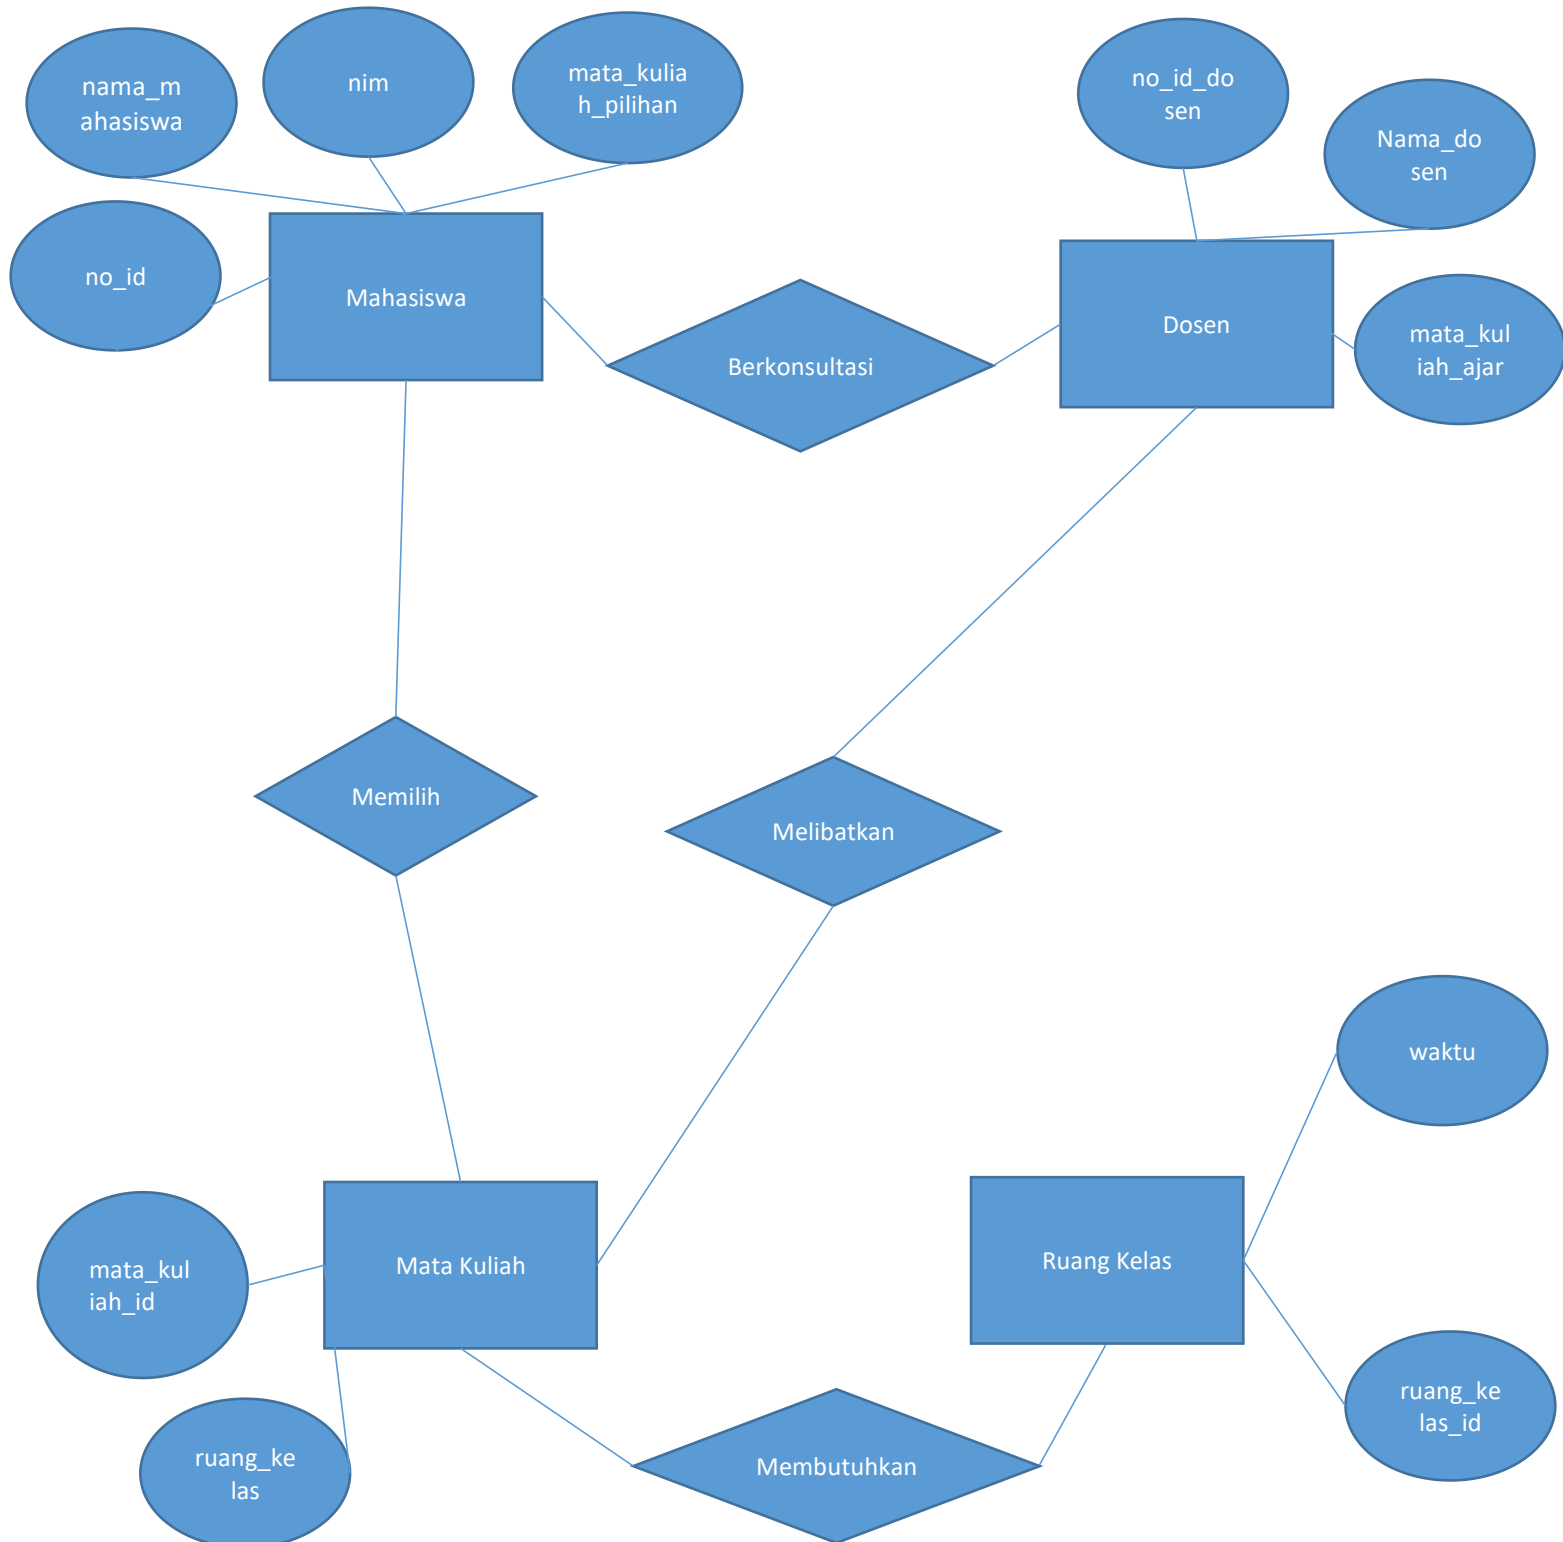 nama_m
ahasiswa
nim
mata_kulia
h_pilihan
no_id_do
sen
Nama_do
sen
no_id
Mahasiswa
Dosen
mata_kul
iah_ajar
Berkonsultasi
Memilih
Melibatkan
waktu
mata_kul
iah_id
Mata Kuliah
Ruang Kelas
ruang_ke
las_id
ruang_ke
las
Membutuhkan